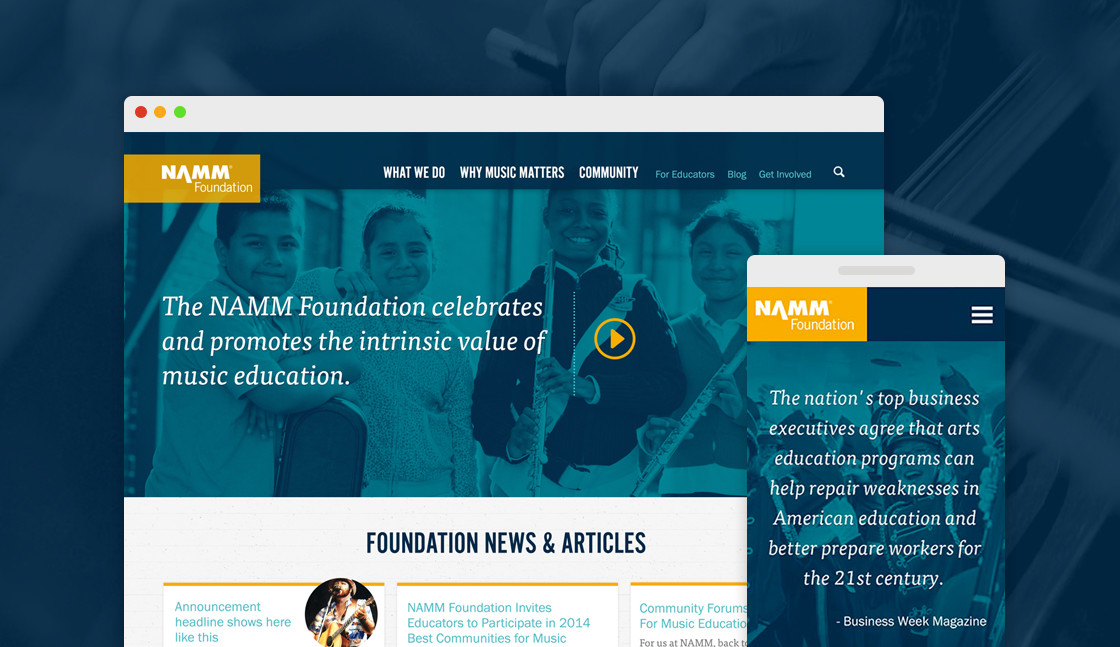 NAMM
Foundation
WHAT WE DO WHY MUSIC MATTERS COMMUNITY For Educators Blog Get Involved
The NAMM Foundation celebrates
and promotes the intrinsic value of
music education.
FOUNDATION NEWS & ARTICLES
Announcement
headline shows here
like this
NAMM Foundation Invites
Educators to Participate in 2014
Best Communities for Music
Community Forums
For Music Educatio
For us at NAMM, back to
NAMM
Foundation
The nation's top business
executives agree that arts
education programs can
help repair weaknesses in
American education and
better prepare workers for
the 21st century.
- Business Week Magazine